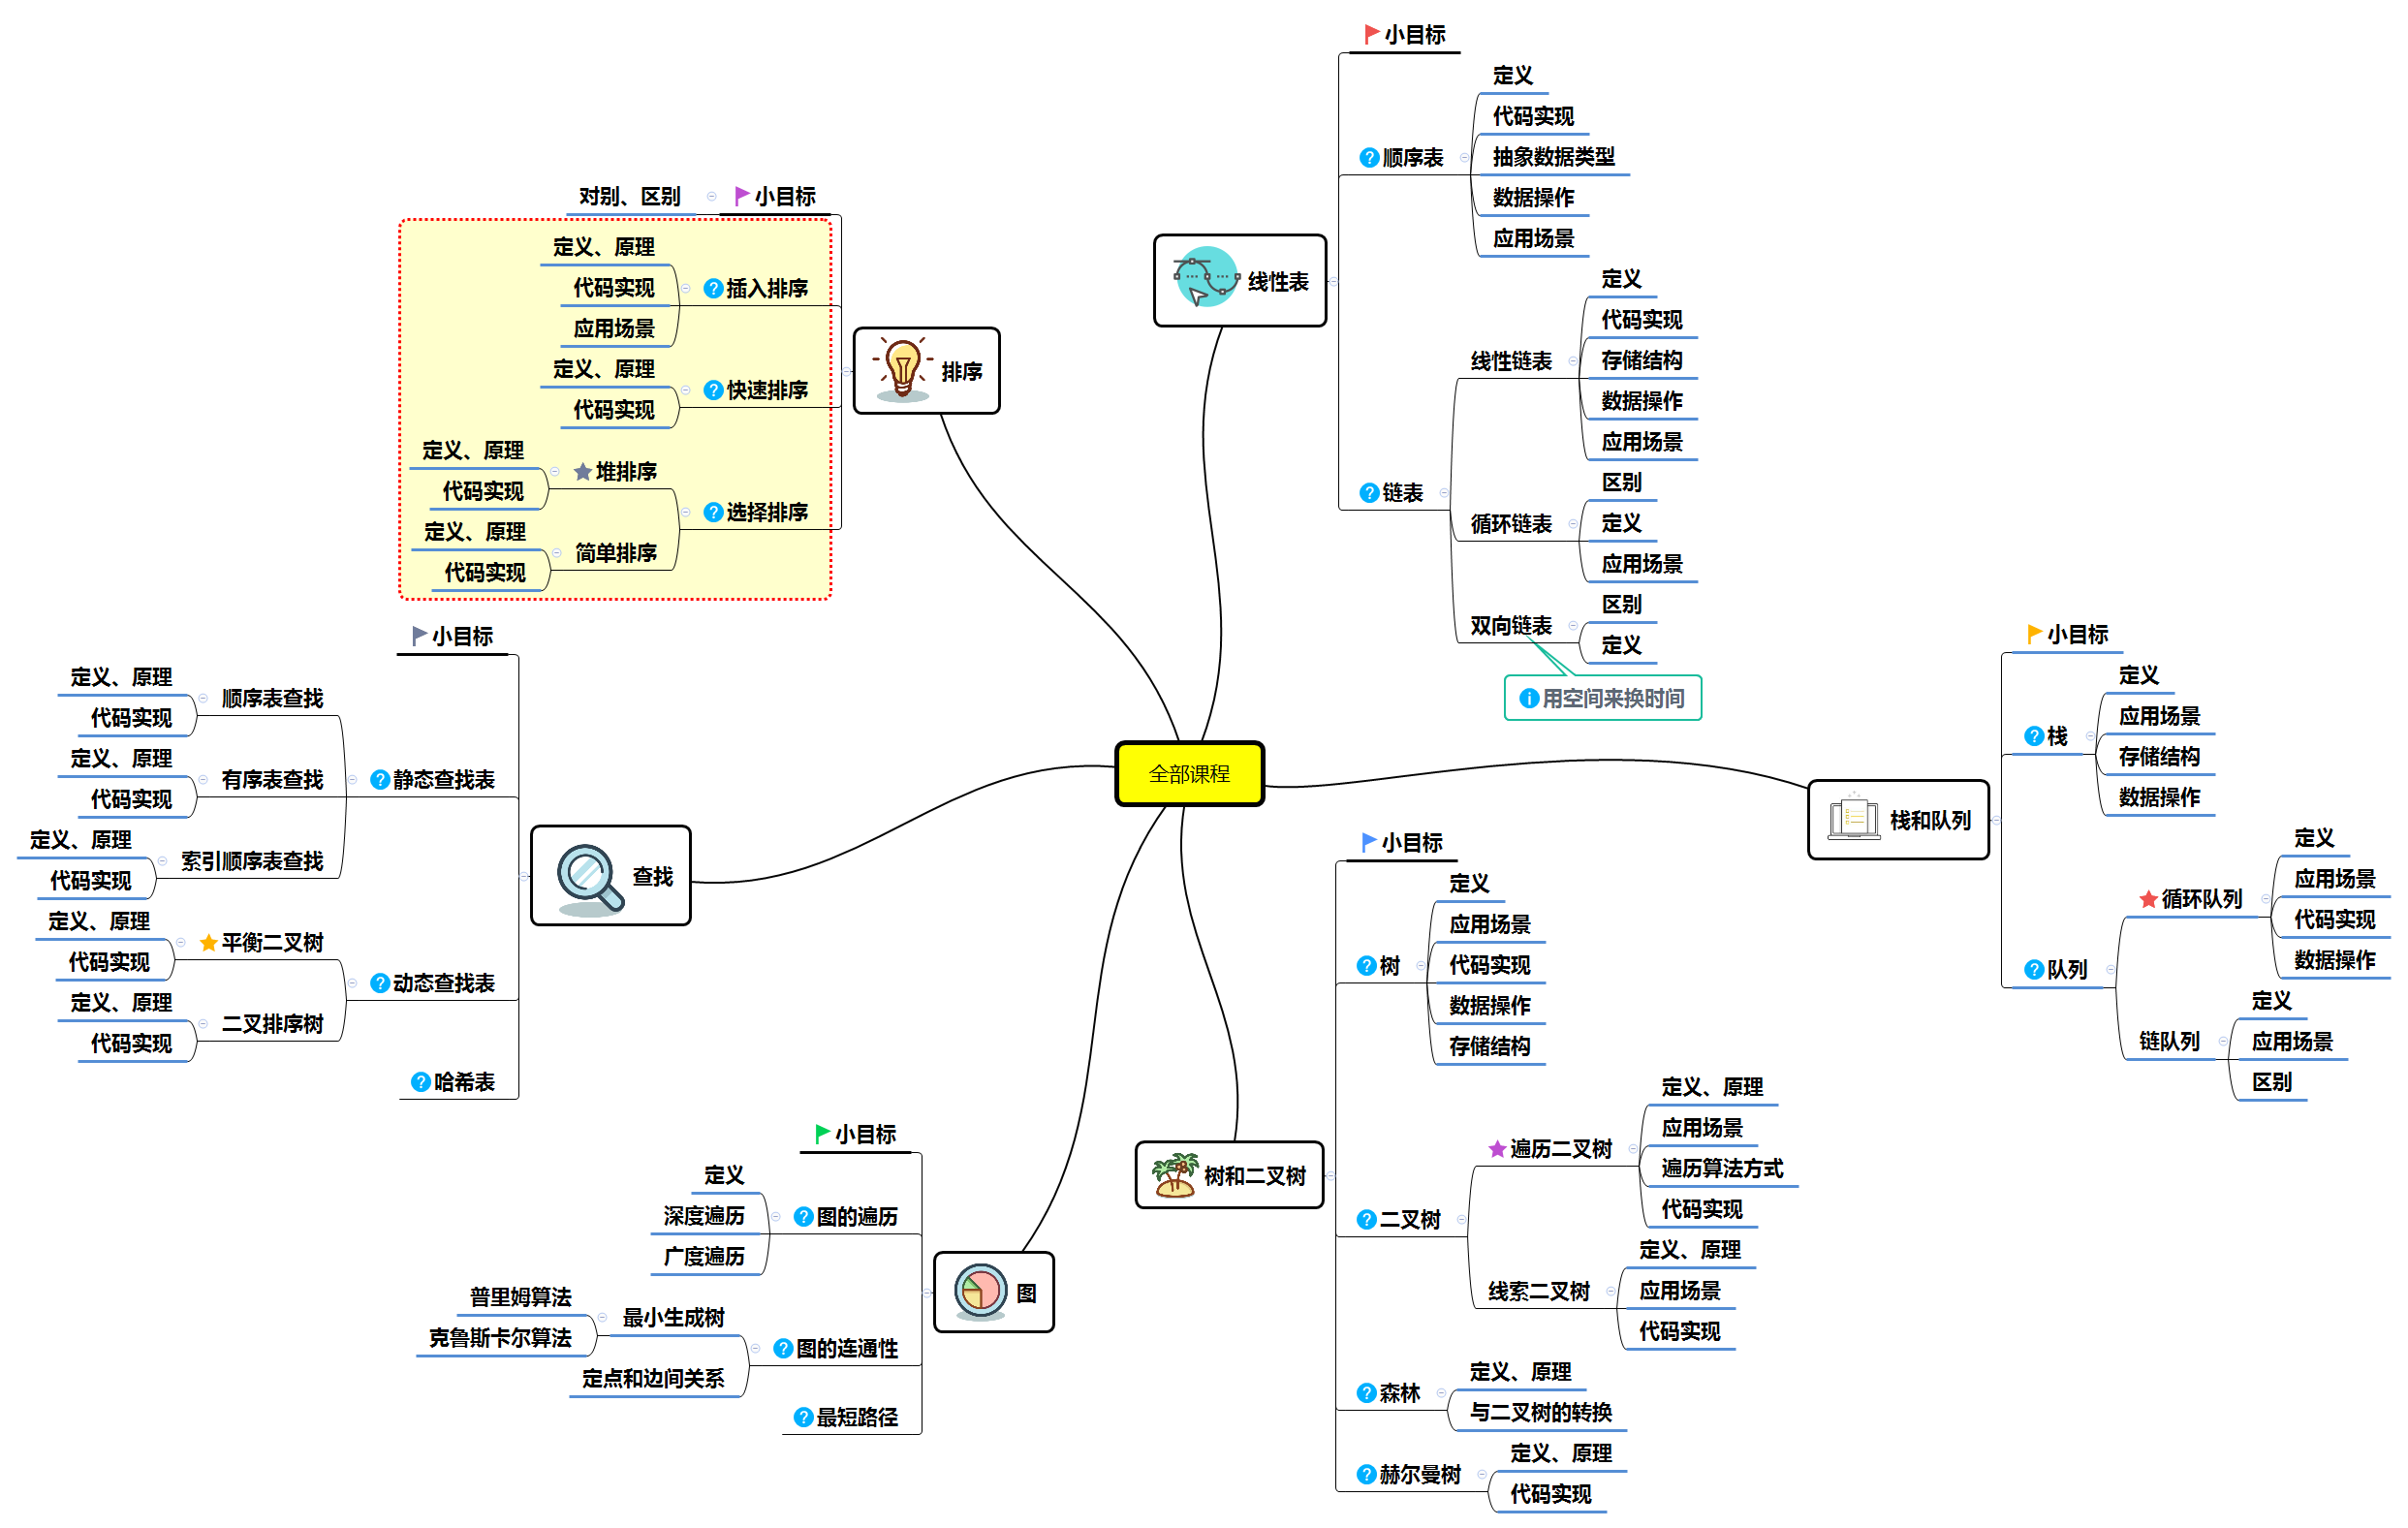 全部课程
线性表
小目标
顺序表
定义
代码实现
抽象数据类型
数据操作
应用场景
链表
线性链表
定义
代码实现
存储结构
数据操作
应用场景
循环链表
区别
定义
应用场景
双向链表
区别
定义
用空间来换时间
栈和队列
小目标
栈
定义
应用场景
存储结构
数据操作
队列
循环队列
定义
应用场景
代码实现
数据操作
链队列
定义
应用场景
区别
树和二叉树
小目标
树
定义
应用场景
代码实现
数据操作
存储结构
二叉树
遍历二叉树
定义、原理
应用场景
遍历算法方式
代码实现
线索二叉树
定义、原理
应用场景
代码实现
森林
定义、原理
与二叉树的转换
赫尔曼树
定义、原理
代码实现
图
小目标
图的遍历
定义
深度遍历
广度遍历
图的连通性
最小生成树
普里姆算法
克鲁斯卡尔算法
定点和边间关系
最短路径
查找
小目标
静态查找表
顺序表查找
定义、原理
代码实现
有序表查找
定义、原理
代码实现
索引顺序表查找
定义、原理
代码实现
动态查找表
平衡二叉树
定义、原理
代码实现
二叉排序树
定义、原理
代码实现
哈希表
排序
小目标
对别、区别
插入排序
定义、原理
代码实现
应用场景
快速排序
定义、原理
代码实现
选择排序
堆排序
定义、原理
代码实现
简单排序
定义、原理
代码实现